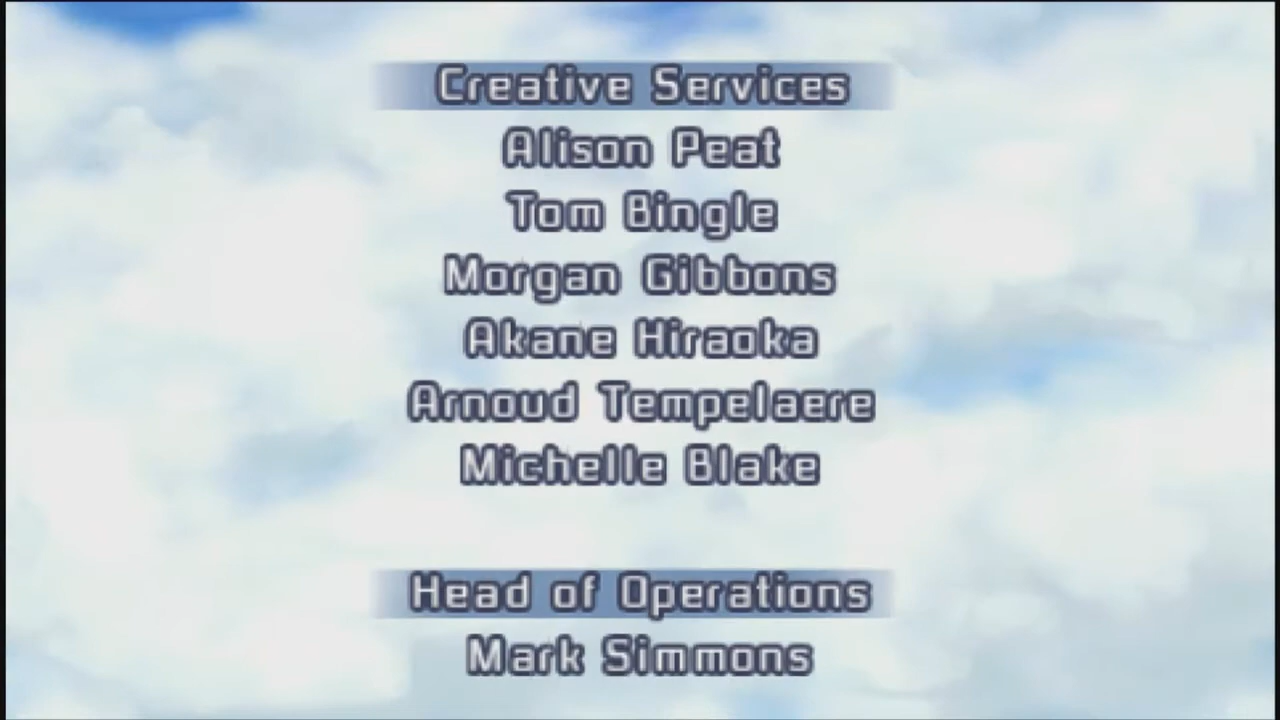 Creative Services
Alison Peat
Tom Bingle
Morgan Gibbons
Akane Hiraoka
Arnoud Tempelaere
Michelle Blake
Head of Operations
Mark Simmons